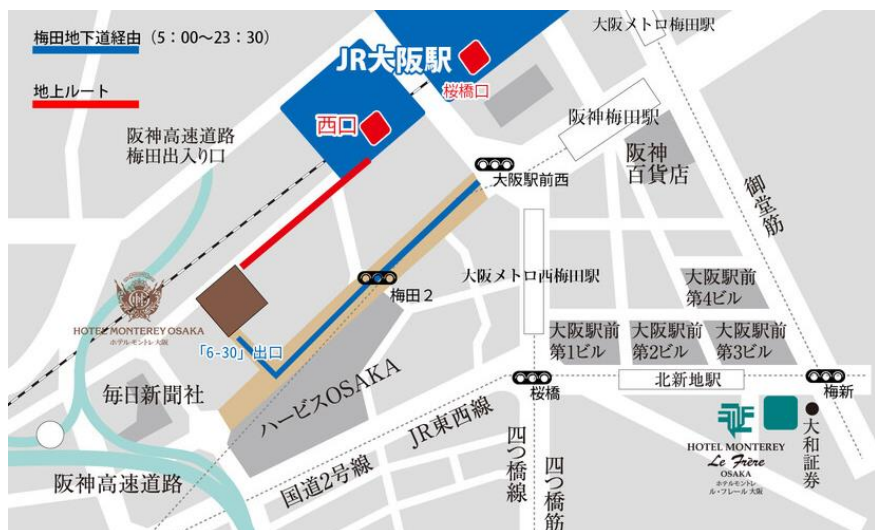 梅田地下道経由（5：00〜23：30）
地上ルート
大阪メトロ梅田駅
JR大阪駅
桜橋口
西口
阪神高速道路
梅田出入り口
阪神梅田駅
大阪駅前西
阪神
百貨店
御堂筋
梅田2
大阪メトロ西梅田駅
大阪駅前
第4ビル
HOTEL MONTEREY OSAKA
ホテルモントレ大阪
「6-30」出口
大阪駅前
第1ビル
大阪駅前
第2ビル
大阪駅前
第3ビル
毎日新聞社
ハービスOSAKA
桜橋
北新地駅
梅新
JR東西線
国道2号線
四つ橋線
四つ橋筋
阪神高速道路
HOTEL MONTEREY
Le Frère
OSAKA
ホテルモントレ
ル・フレール大阪
大和証券